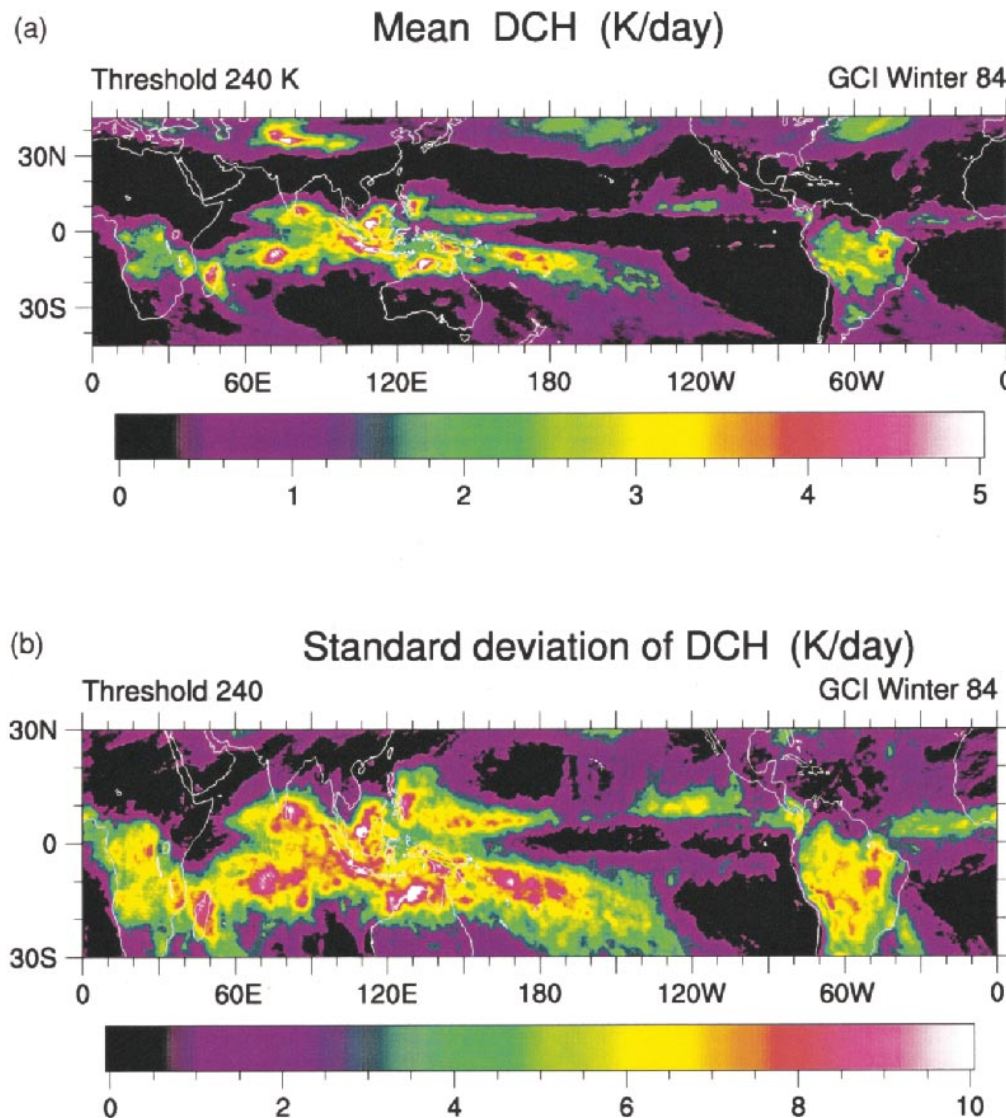 (a)
Mean DCH (K/day)
Threshold 240 K
GCI Winter 84
30N
0
30S
0 60E 120E 180 120W 60W 0
0 1 2 3 4 5
(b)
Standard deviation of DCH (K/day)
Threshold 240
GCI Winter 84
30N
0
30S
0 60E 120E 180 120W 60W 0
0 2 4 6 8 10